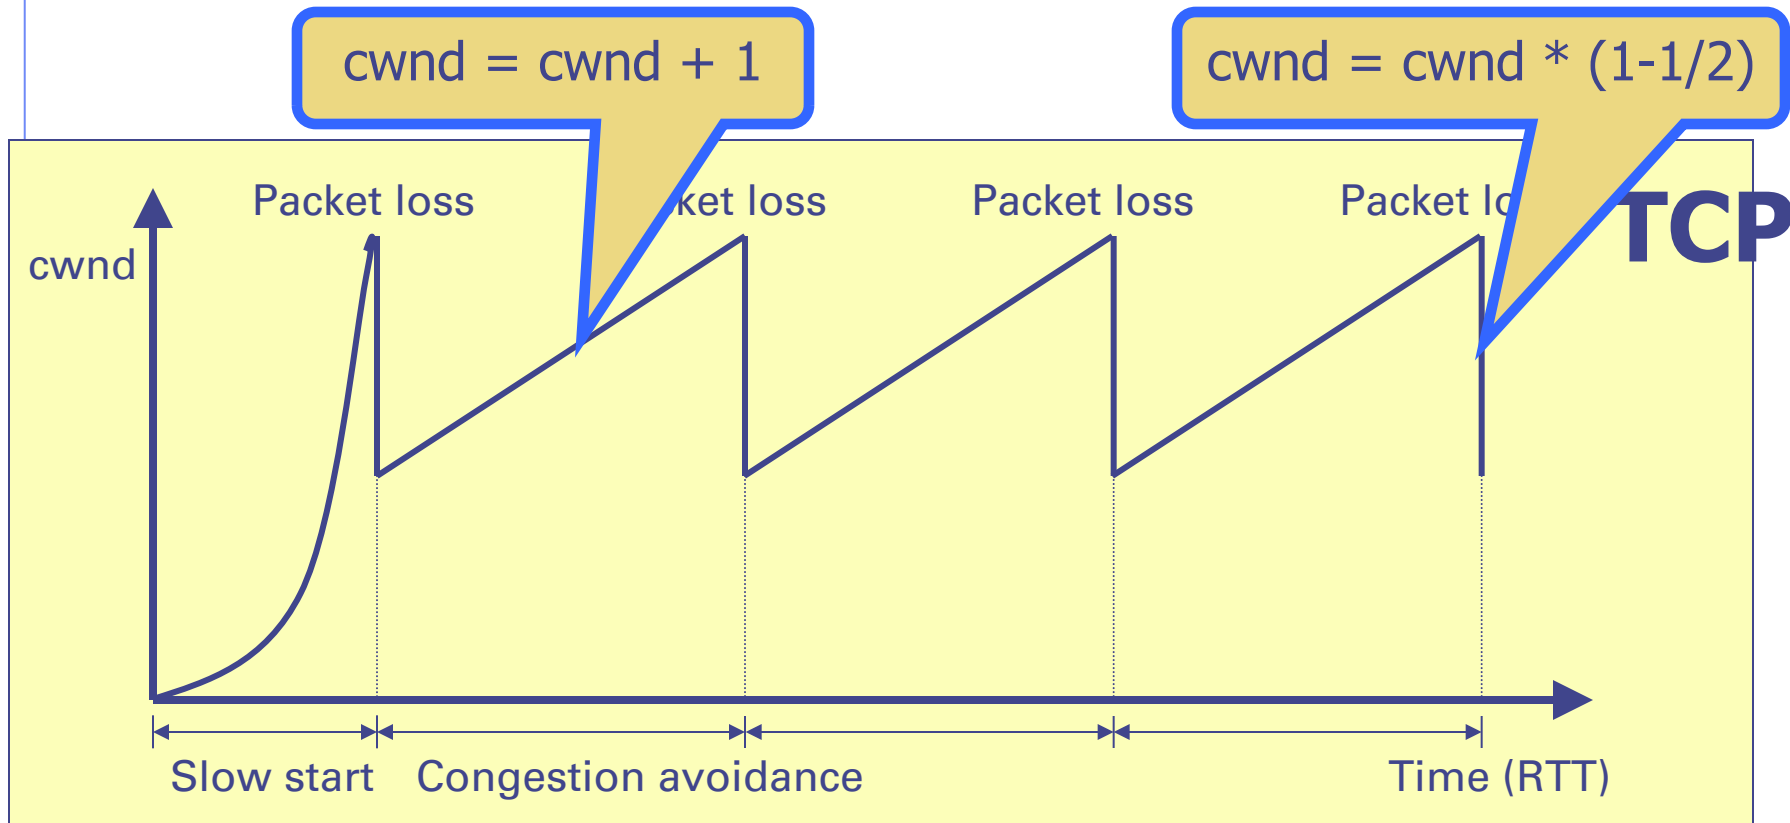 cwnd = cwnd + 1
cwnd = cwnd * (1-1/2)
Packet loss
ket loss
Packet loss
Packet lo
TCP
cwnd
Slow start
Congestion avoidance
Time (RTT)